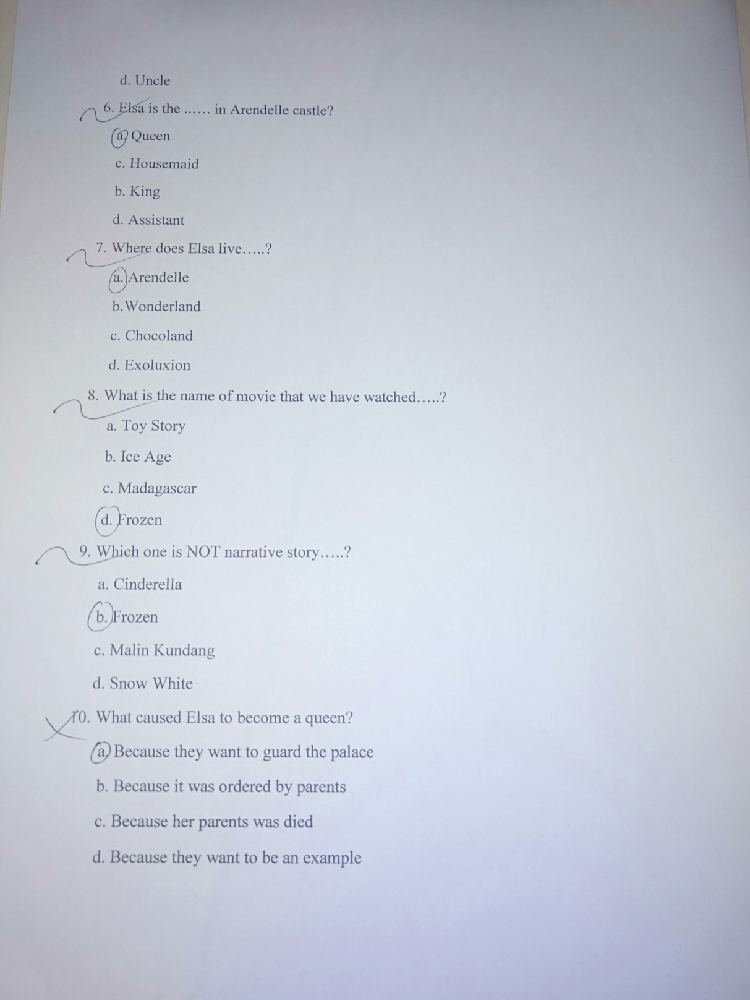 d. Uncle
6. Elsa is the ...... in Arendelle castle?
a. Queen
c. Housemaid
b. King
d. Assistant
7. Where does Elsa live.....?
a. Arendelle
b.Wonderland
c. Chocoland
d. Exoluxion
8. What is the name of movie that we have watched.....?
a. Toy Story
b. Ice Age
c. Madagascar
d. Frozen
9. Which one is NOT narrative story.....?
a. Cinderella
b. Frozen
c. Malin Kundang
d. Snow White
10. What caused Elsa to become a queen?
a. Because they want to guard the palace
b. Because it was ordered by parents
c. Because her parents was died
d. Because they want to be an example